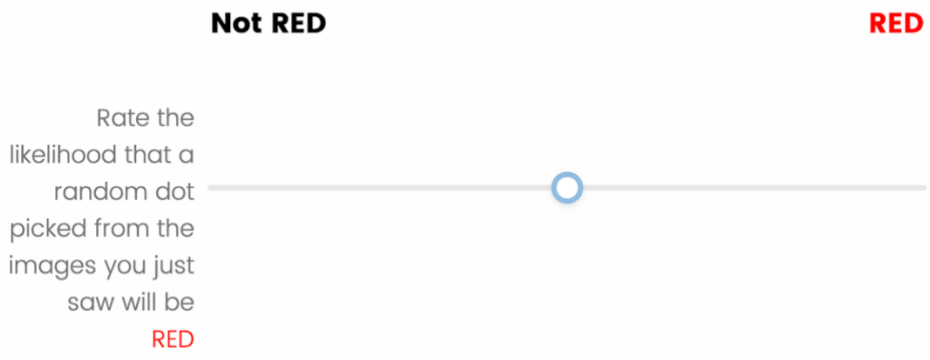 Not RED
RED
Rate the
likelihood that a
random dot
picked from the
images you just
saw will be
RED